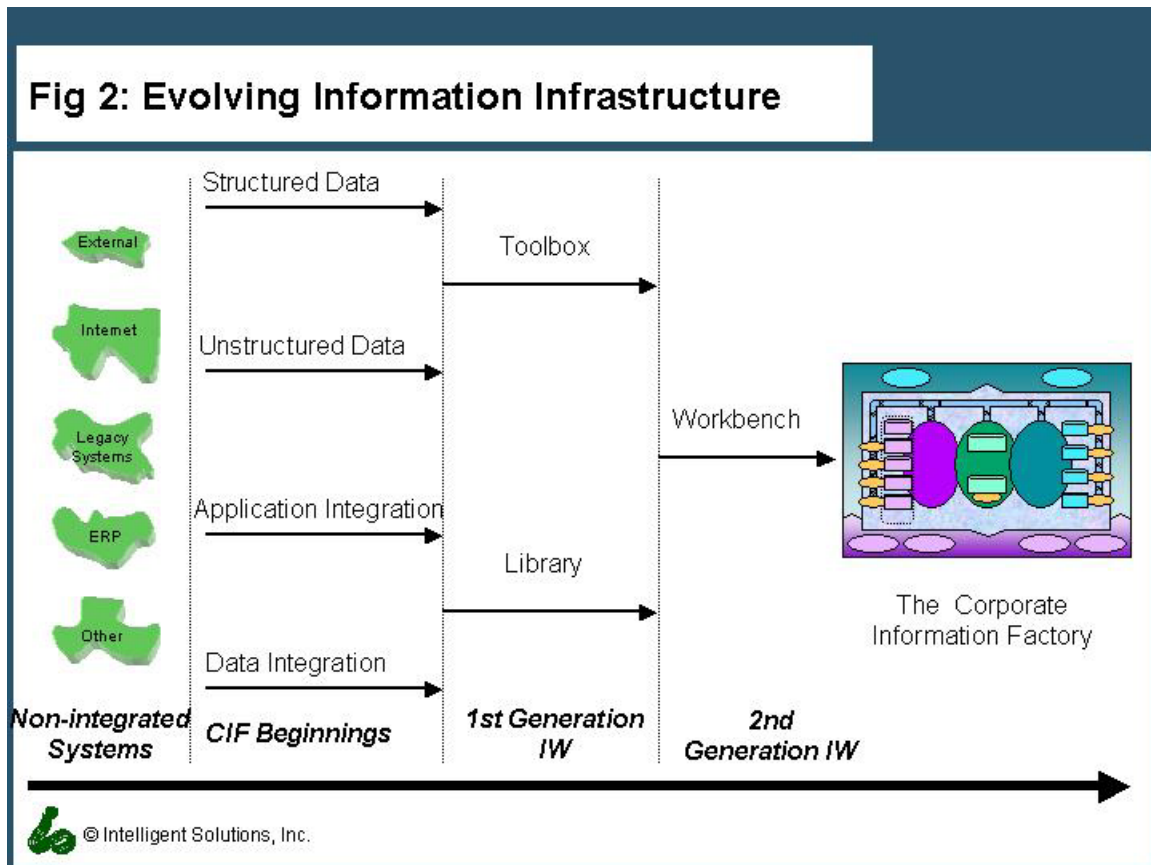 Fig 2: Evolving Information Infrastructure
Structured Data
External
Toolbox
Internet
Unstructured Data
Workbench
Legacy
Systems
Application Integration
ERP
Library
The Corporate
Information Factory
Other
Data Integration
Non-integrated
Systems
CIF Beginnings
1st Generation
IW
2nd
Generation IW
© Intelligent Solutions, Inc.